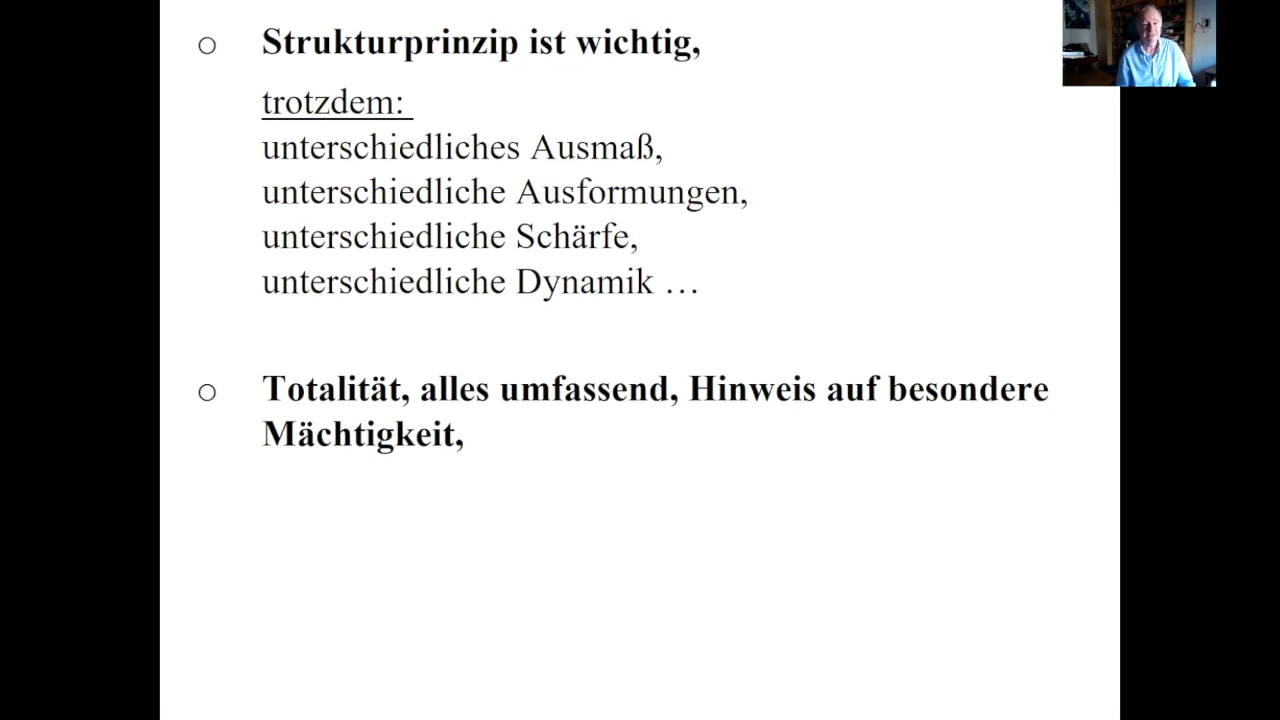 ○ Strukturprinzip ist wichtig,
trotzdem:
unterschiedliches Ausmaß,
unterschiedliche Ausformungen,
unterschiedliche Schärfe,
unterschiedliche Dynamik …
○ Totalität, alles umfassend, Hinweis auf besondere
Mächtigkeit,